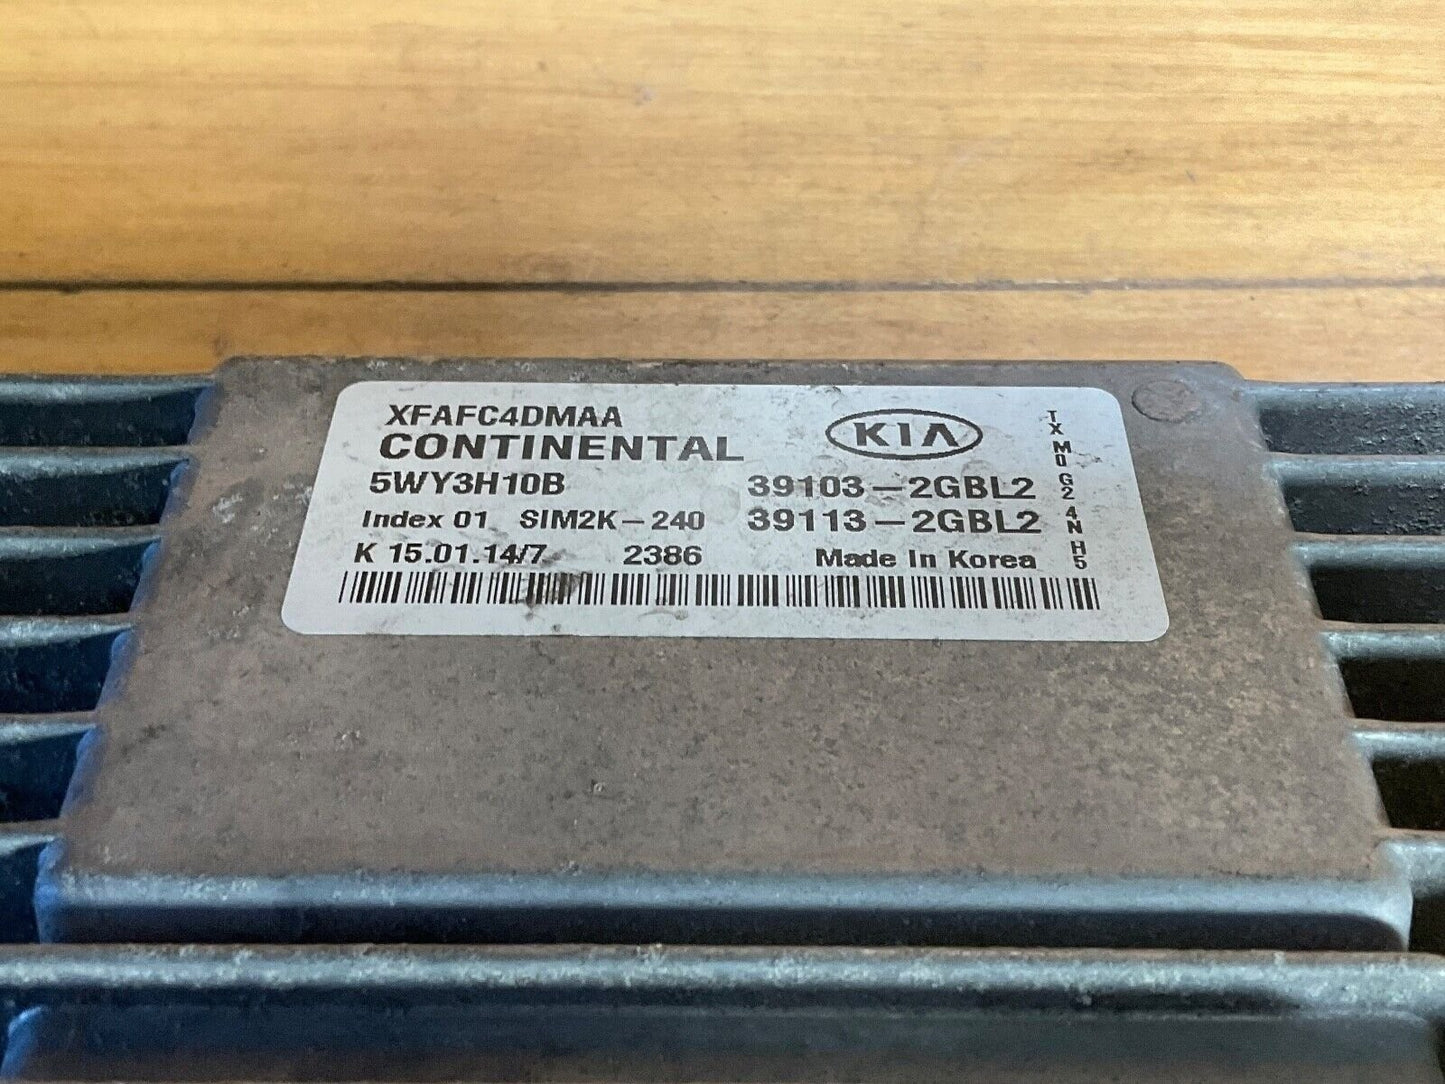 XFAFC4DMAA
CONTINENTAL
KIA
5WY3H10B
39103-2GBL2
Index 01 SIM2K-240
39113-2GBL2
K 15.01.14/7 2386
Made In Korea
TX M0 G2 4N H5